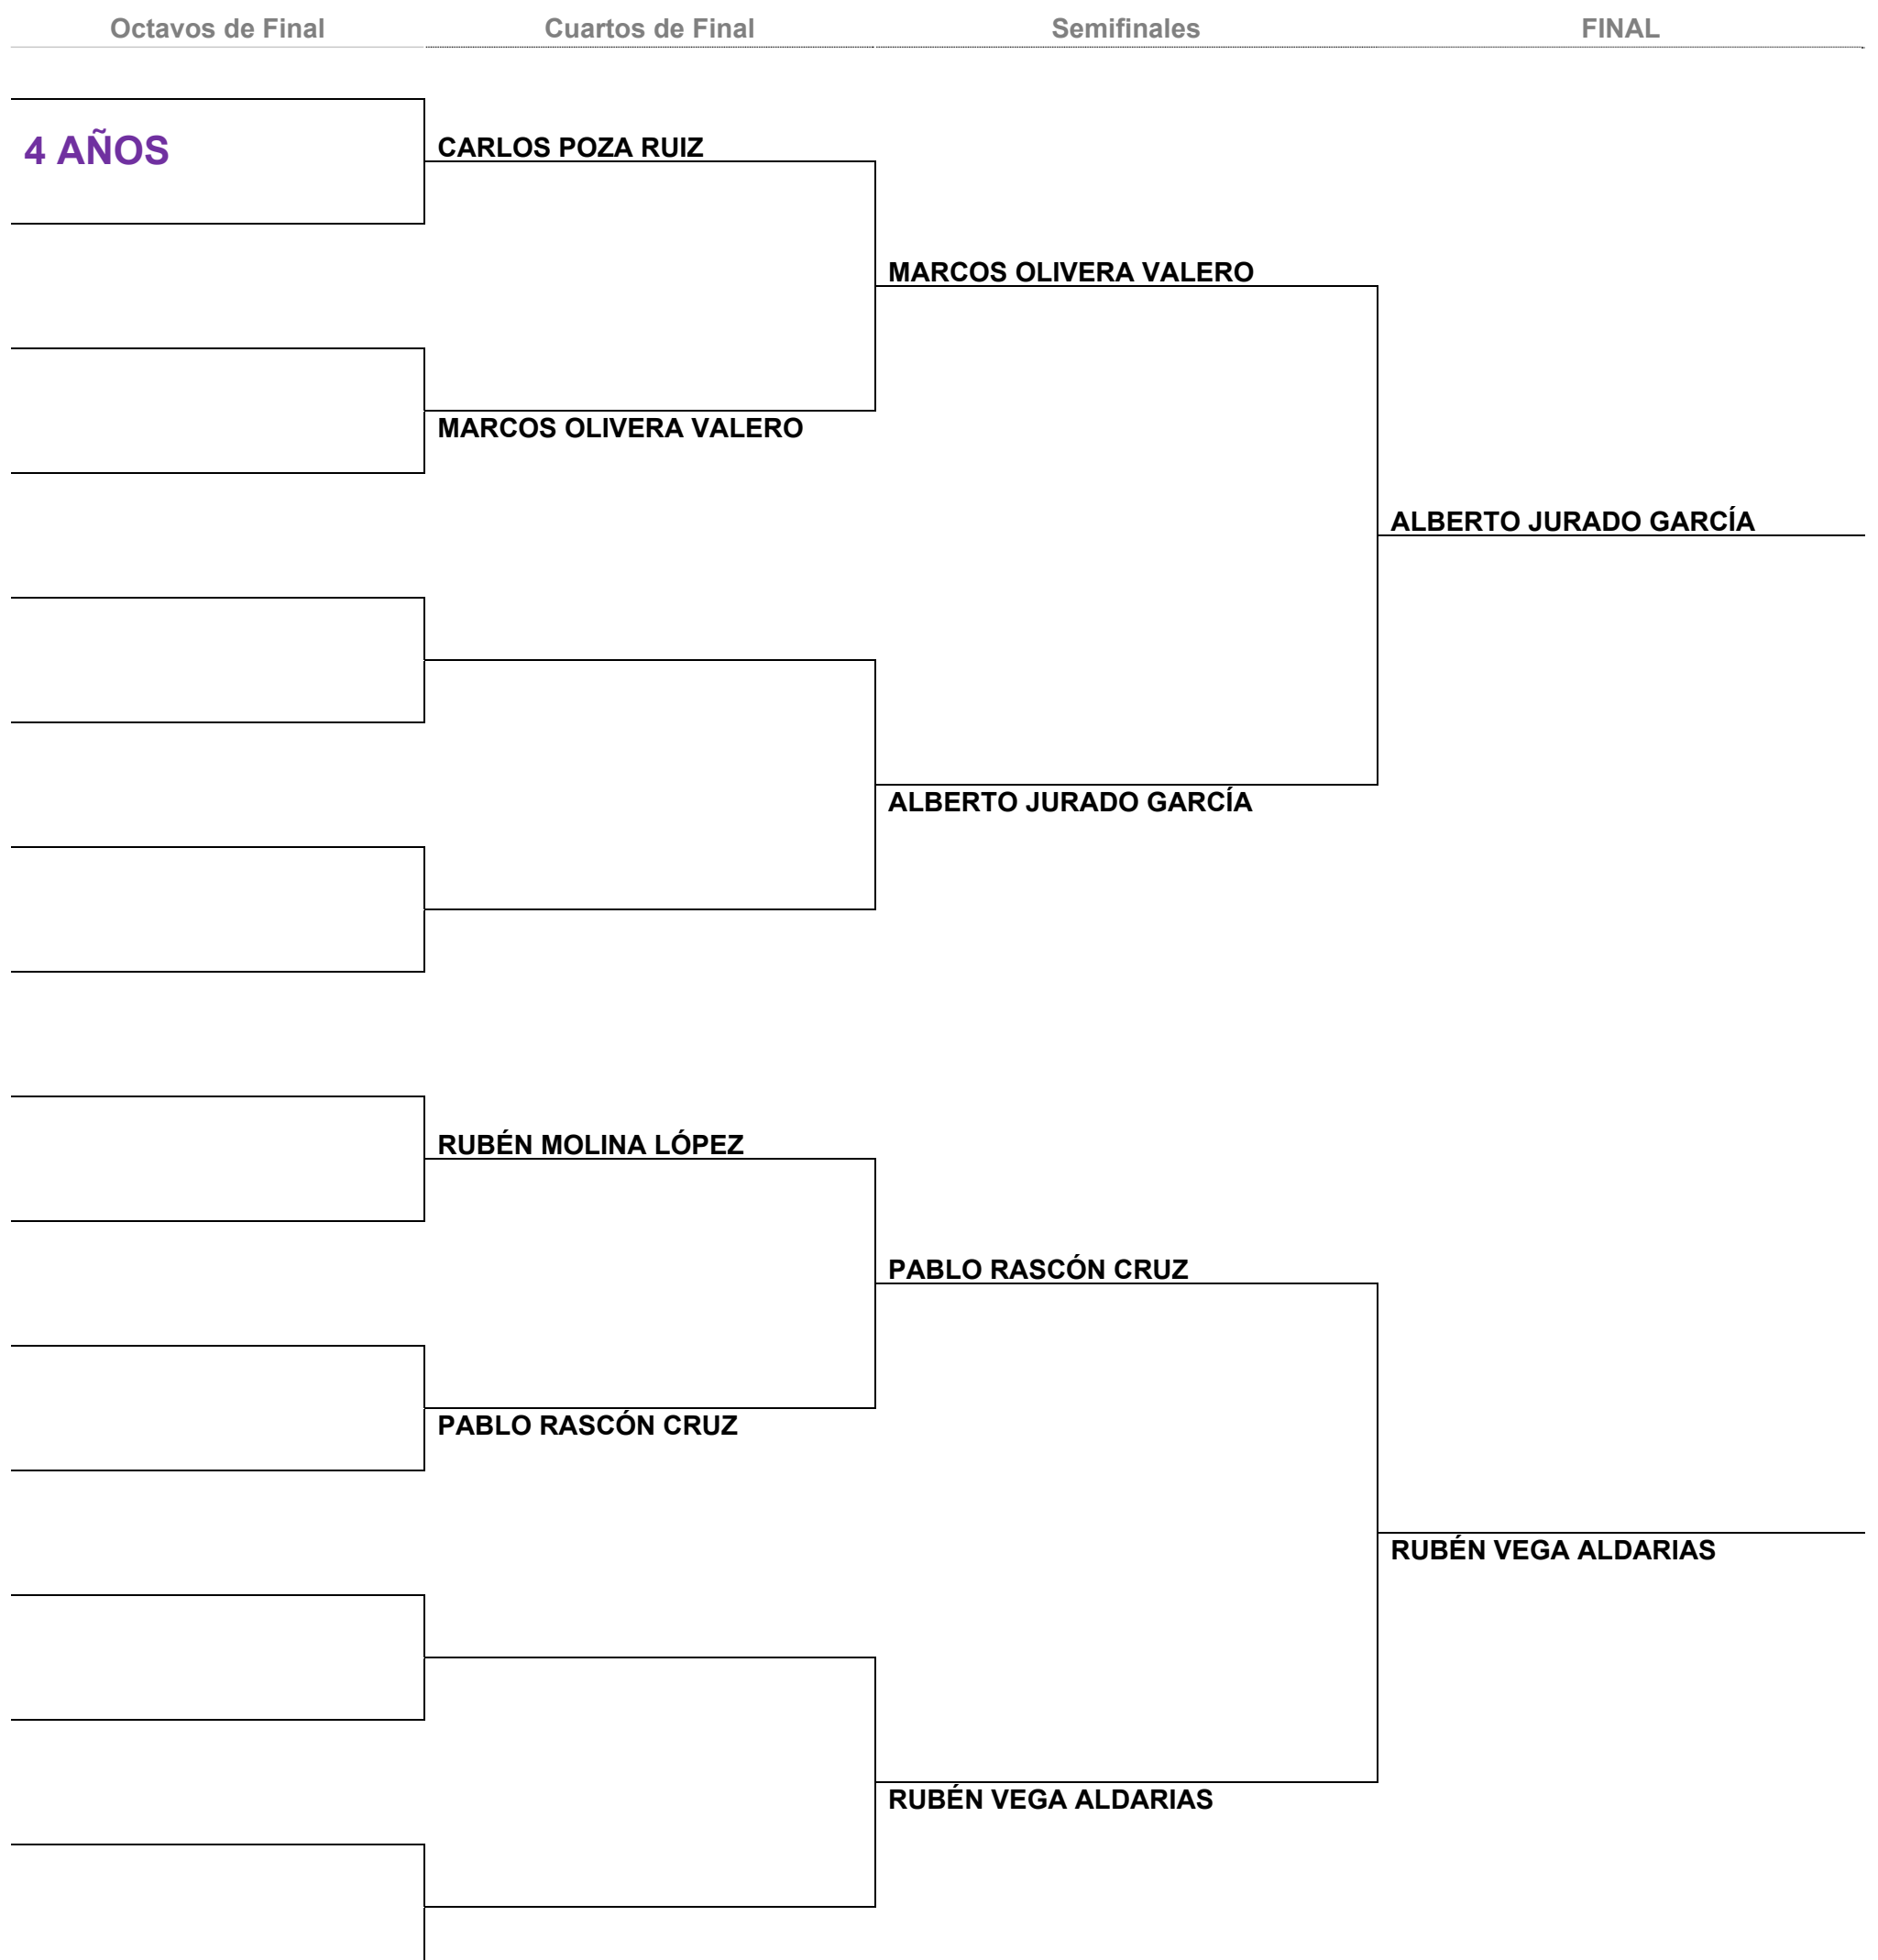 Octavos de Final
Cuartos de Final
Semifinales
FINAL
4 AÑOS
CARLOS POZA RUIZ
MARCOS OLIVERA VALERO
MARCOS OLIVERA VALERO
ALBERTO JURADO GARCÍA
ALBERTO JURADO GARCÍA
RUBÉN MOLINA LÓPEZ
PABLO RASCÓN CRUZ
PABLO RASCÓN CRUZ
RUBÉN VEGA ALDARIAS
RUBÉN VEGA ALDARIAS